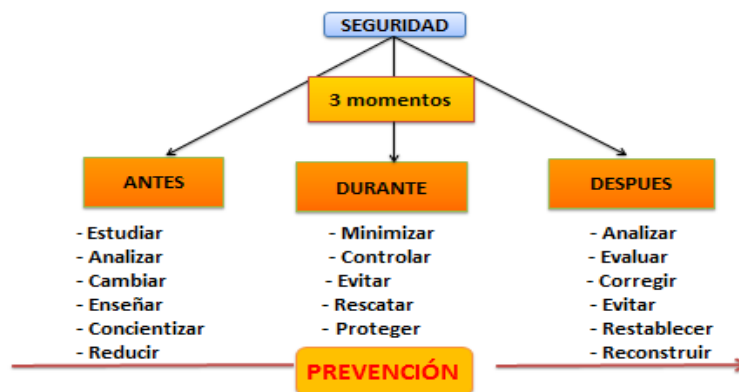 SEGURIDAD
3 momentos
ANTES
- Estudiar
- Analizar
- Cambiar
- Enseñar
- Concientizar
- Reducir
DURANTE
- Minimizar
- Controlar
- Evitar
- Rescatar
- Proteger
DESPUES
- Analizar
- Evaluar
- Corregir
- Evitar
- Restablecer
- Reconstruir
PREVENCIÓN